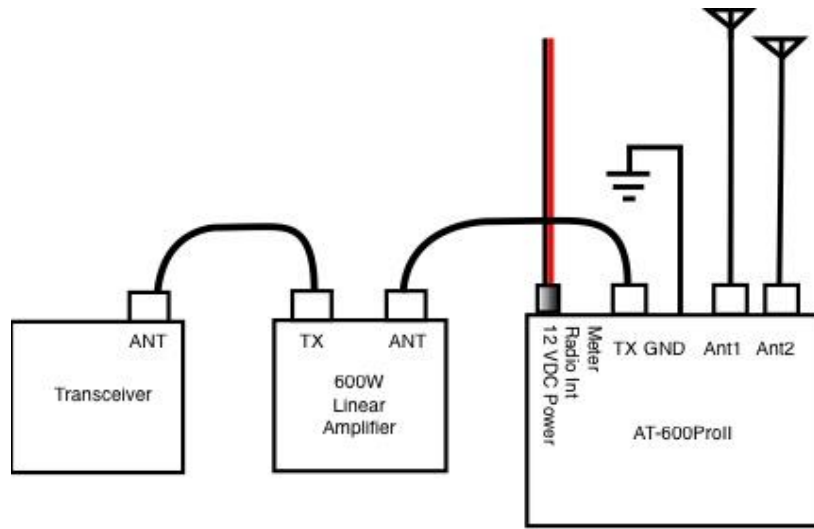 ANT
Transceiver
TX
ANT
600W
Linear
Amplifier
12 VDC Power
Radio Int
Meter
TX GND
Ant1
Ant2
AT-600ProII